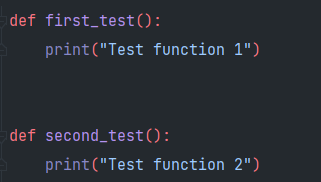 def first_test():
    print("Test function 1")
def second_test():
    print("Test function 2")